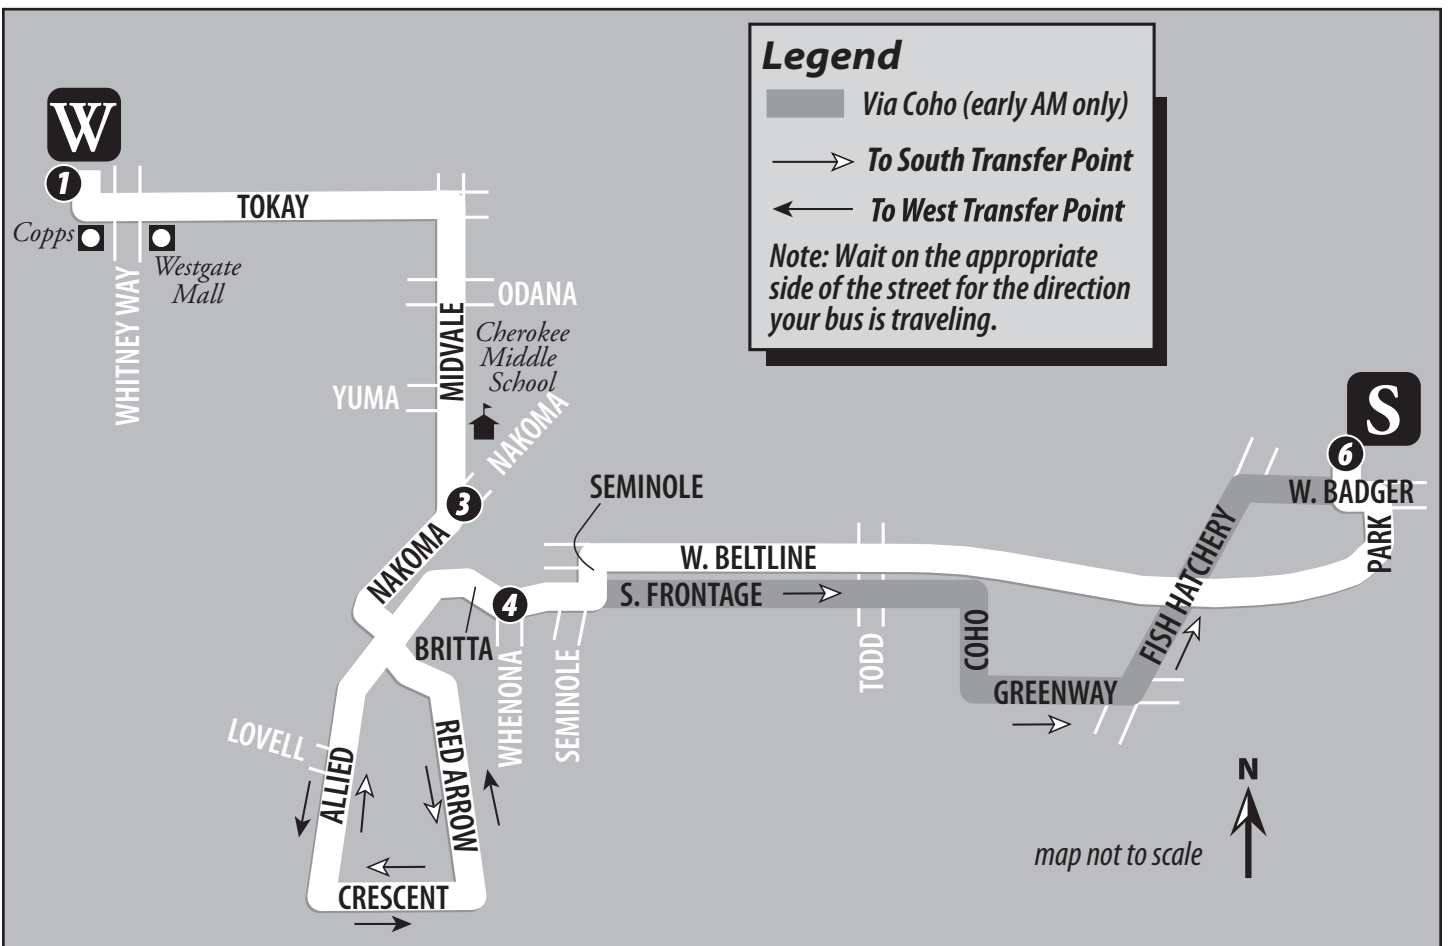 Legend
Via Coho (early AM only)
To South Transfer Point
To West Transfer Point
Note: Wait on the appropriate
side of the street for the direction
your bus is traveling.
W
1
TOKAY
Copps
Westgate
Mall
WHITNEY WAY
ODANA
MIDVALE
Cherokee
Middle
School
YUMA
NAKOMA
3
NAKOMA
SEMINOLE
S
6
W. BADGER
PARK
W. BELTLINE
S. FRONTAGE
FISH HATCHERY
4
BRITTA
WHENONA
SEMINOLE
TODD
COHO
GREENWAY
LOVELL
ALLIED
RED ARROW
CRESCENT
N
map not to scale